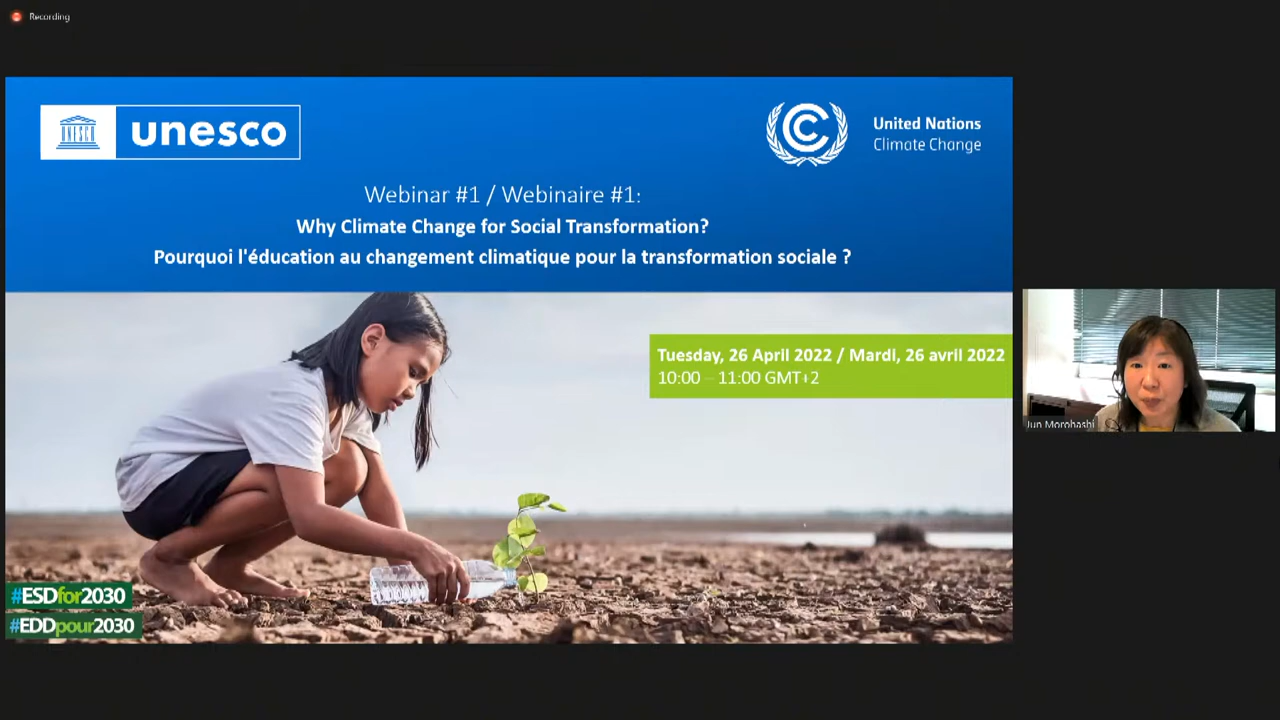 Recording
UNESCO
unesco
United Nations
Climate Change
Webinar #1 / Webinaire #1:
Why Climate Change for Social Transformation?
Pourquoi l'éducation au changement climatique pour la transformation sociale ?
Tuesday, 26 April 2022 / Mardi, 26 avril 2022
10:00 – 11:00 GMT+2
Jun Morohashi
#ESDfor2030
#EDDpour2030